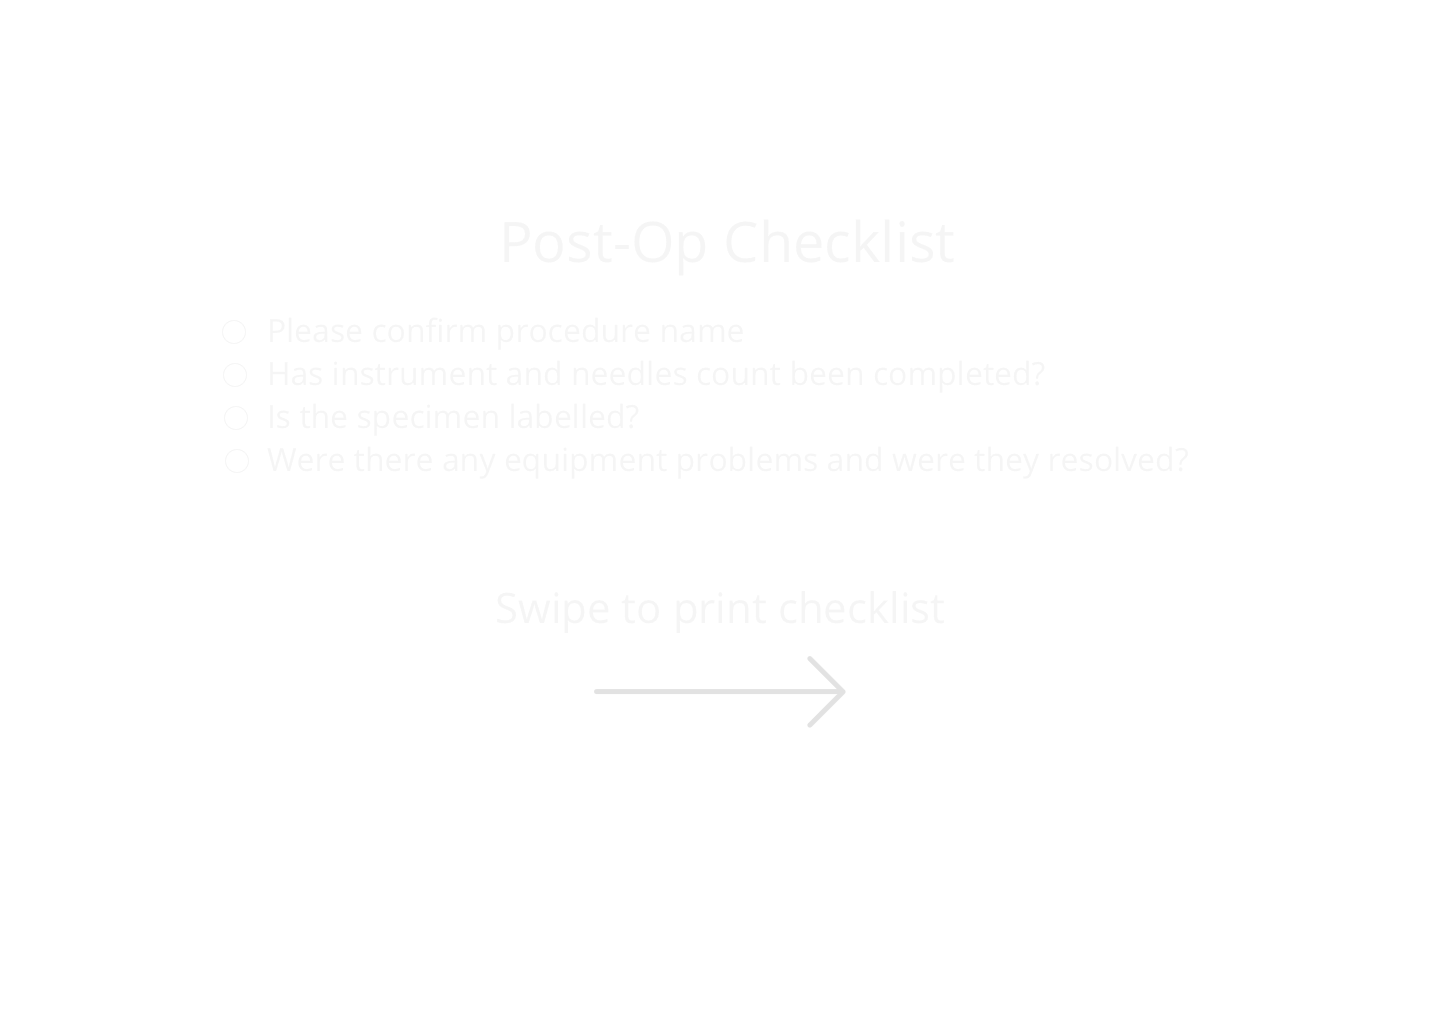 Post-Op Checklist
Please confirm procedure name
Has instrument and needles count been completed?
Is the specimen labelled?
Were there any equipment problems and were they resolved?
Swipe to print checklist